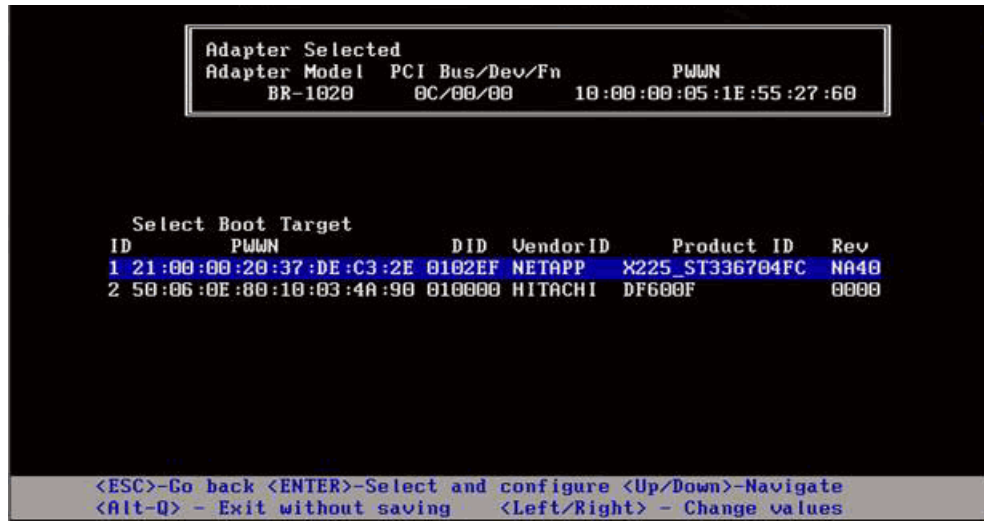 Adapter Selected
Adapter Model PCI Bus/Dev/Fn PWWN
BR-1020 0C/00/00 10:00:00:05:1E:55:27:60
Select Boot Target
ID PWWN DID VendorID Product ID Rev
1 21:00:00:20:37:DE:C3:2E 0102EF NETAPP X225_ST336704FC NA40
2 50:06:0E:80:10:03:4A:90 010000 HITACHI DF600F 0000
<ESC>-Go back <ENTER>-Select and configure <Up/Down>-Navigate
<Alt-Q> - Exit without saving <Left/Right> - Change values